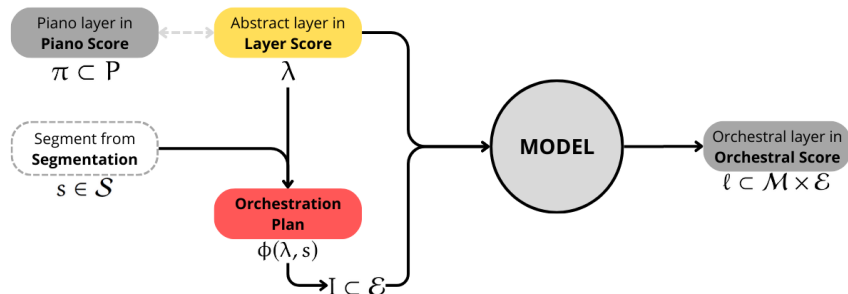 Piano layer in
Piano Score
π ⊂ P
Abstract layer in
Layer Score
λ
Segment from
Segmentation
s ∈ 𝒮
Orchestration
Plan
ϕ(λ, s)
I ⊂ ℰ
MODEL
Orchestral layer in
Orchestral Score
ℓ ⊂ ℳ × ℰ